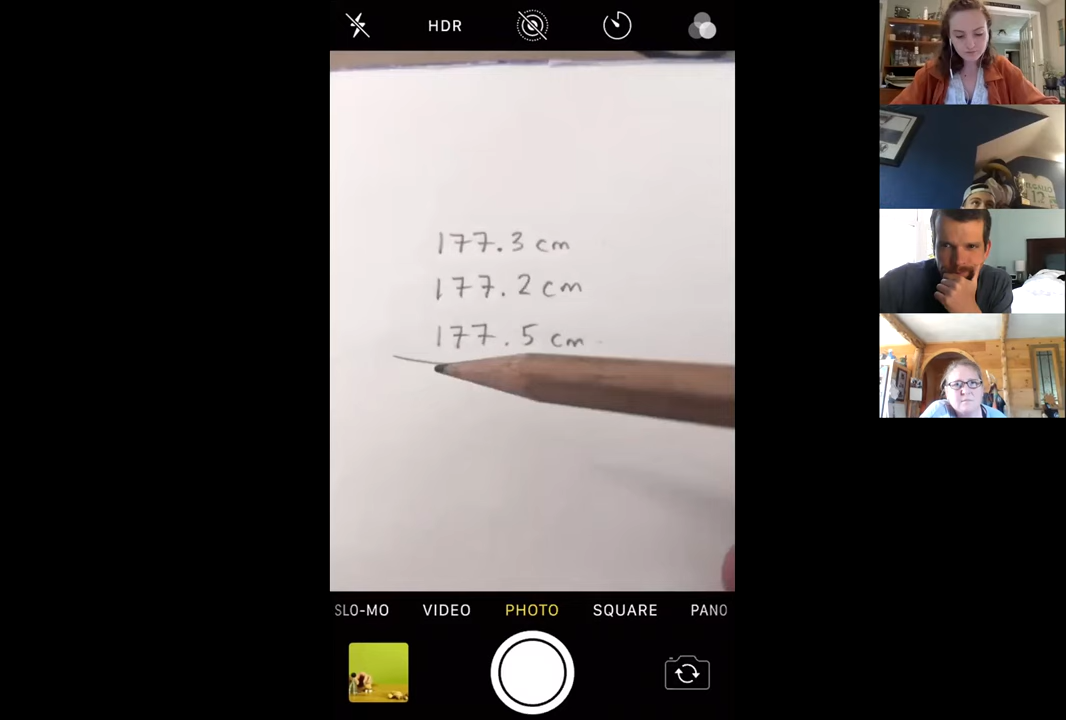 HDR
177.3 cm
177.2 cm
177.5 cm
SLO-MO VIDEO PHOTO SQUARE PANO